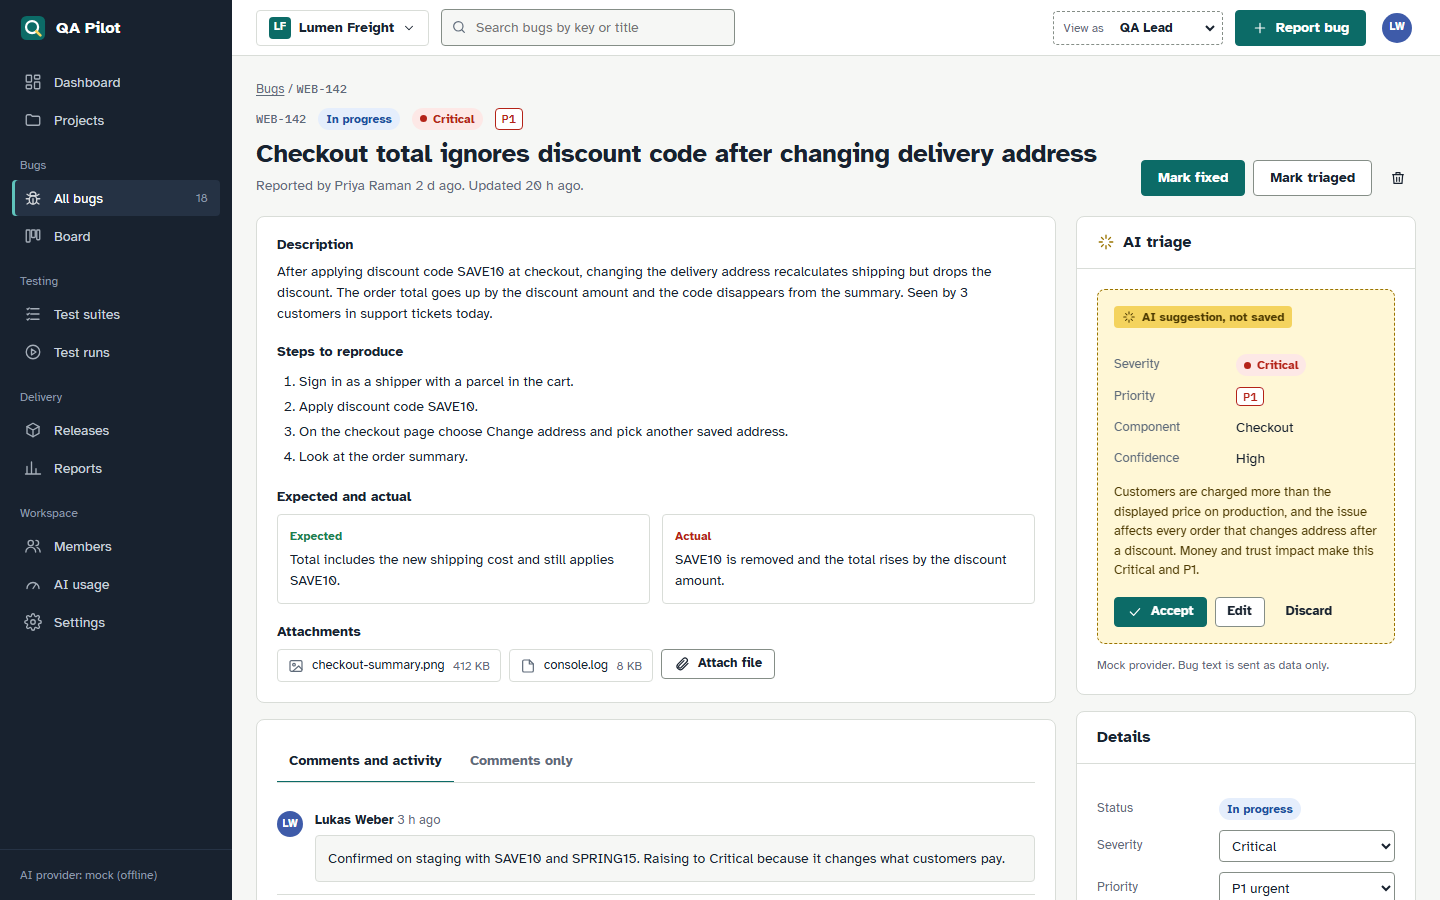 QA Pilot
Dashboard
Projects
Bugs
All bugs 18
Board
Testing
Test suites
Test runs
Delivery
Releases
Reports
Workspace
Members
AI usage
Settings
AI provider: mock (offline)
LF Lumen Freight
Search bugs by key or title
View as QA Lead
Report bug
LW
Bugs / WEB-142
WEB-142 In progress Critical P1
Checkout total ignores discount code after changing delivery address
Reported by Priya Raman 2 d ago. Updated 20 h ago.
Mark fixed
Mark triaged
Description
After applying discount code SAVE10 at checkout, changing the delivery address recalculates shipping but drops the
discount. The order total goes up by the discount amount and the code disappears from the summary. Seen by 3
customers in support tickets today.
Steps to reproduce
1. Sign in as a shipper with a parcel in the cart.
2. Apply discount code SAVE10.
3. On the checkout page choose Change address and pick another saved address.
4. Look at the order summary.
Expected and actual
Expected
Total includes the new shipping cost and still applies
SAVE10.
Actual
SAVE10 is removed and the total rises by the discount
amount.
Attachments
checkout-summary.png 412 KB
console.log 8 KB
Attach file
Comments and activity
Comments only
LW Lukas Weber 3 h ago
Confirmed on staging with SAVE10 and SPRING15. Raising to Critical because it changes what customers pay.
AI triage
AI suggestion, not saved
Severity Critical
Priority P1
Component Checkout
Confidence High
Customers are charged more than the
displayed price on production, and the issue
affects every order that changes address after
a discount. Money and trust impact make this
Critical and P1.
Accept
Edit
Discard
Mock provider. Bug text is sent as data only.
Details
Status In progress
Severity Critical
Priority P1 urgent